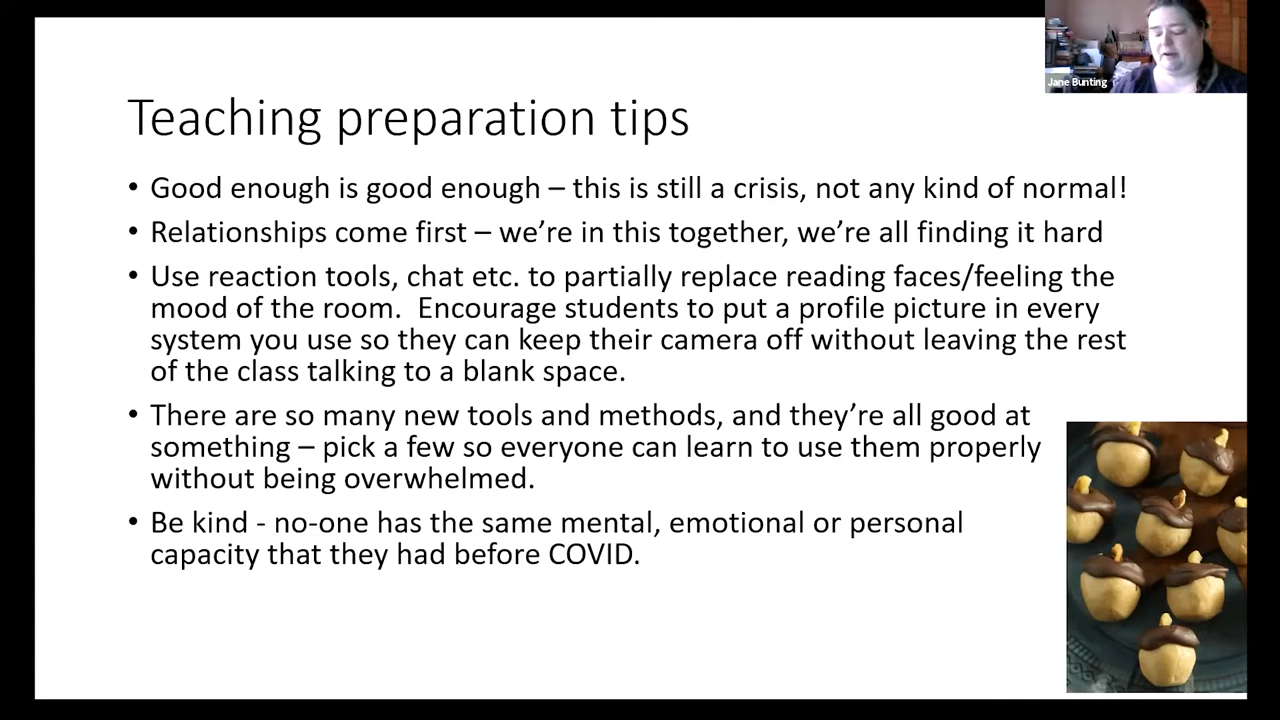 Jane Bunting
Teaching preparation tips
• Good enough is good enough – this is still a crisis, not any kind of normal!
• Relationships come first – we're in this together, we're all finding it hard
• Use reaction tools, chat etc. to partially replace reading faces/feeling the
mood of the room.  Encourage students to put a profile picture in every
system you use so they can keep their camera off without leaving the rest
of the class talking to a blank space.
• There are so many new tools and methods, and they're all good at
something – pick a few so everyone can learn to use them properly
without being overwhelmed.
• Be kind - no-one has the same mental, emotional or personal
capacity that they had before COVID.